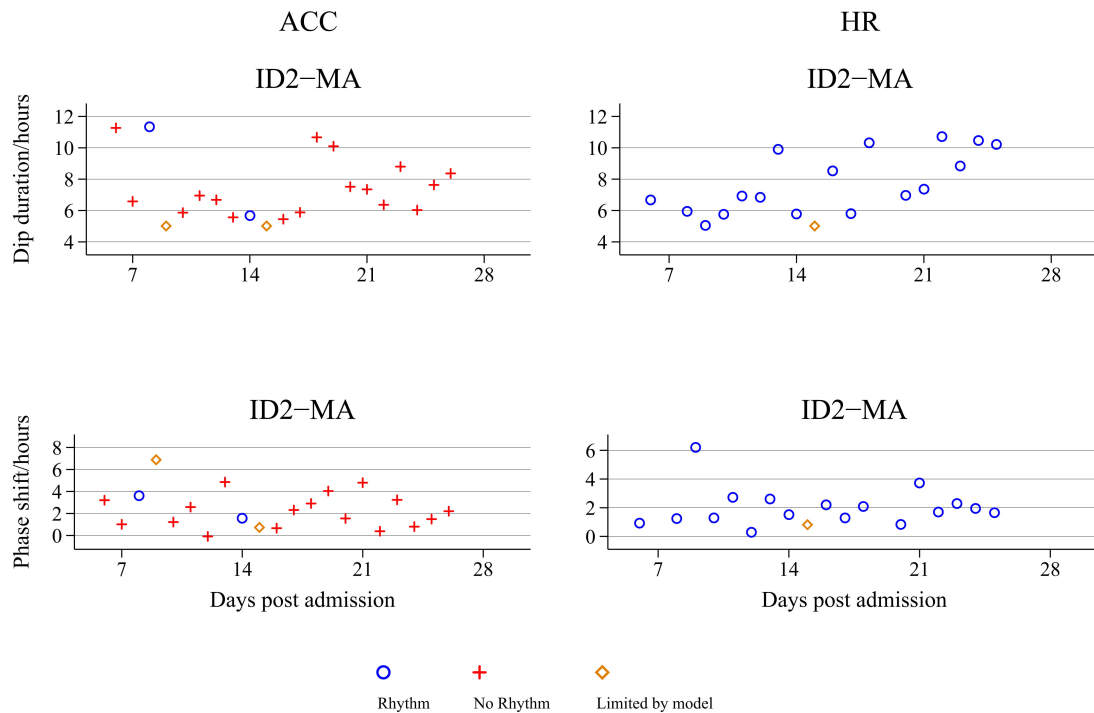 ACC
HR
ID2−MA
ID2−MA
Dip duration/hours
12
10
8
6
4
7
14
21
28
12
10
8
6
4
7
14
21
28
ID2−MA
ID2−MA
Phase shift/hours
8
6
4
2
0
7
14
21
28
Days post admission
6
4
2
0
7
14
21
28
Days post admission
Rhythm
No Rhythm
Limited by model